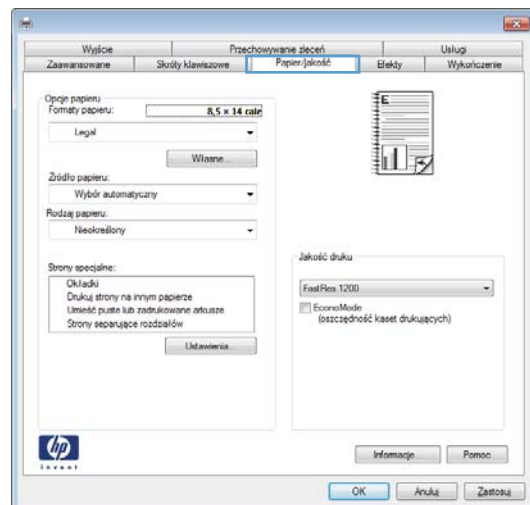 Wyjście Przechowywanie zleceń Usługi
Zaawansowane Skróty klawiszowe Papier/jakość Efekty Wykończenie
Opcje papieru
Formaty papieru: 8,5 × 14 cale
Legal
Własne...
Źródło papieru:
Wybór automatyczny
Rodzaj papieru:
Nieokreślony
Strony specjalne:
Okładki
Drukuj strony na innym papierze
Umieść puste lub zadrukowane arkusze
Strony separujące rozdziałów
Ustawienia...
E
Jakość druku
FastRes 1200
EconoMode
(oszczędność kaset drukujących)
hp
invent
Informacje... Pomoc
OK Anuluj Zastosuj